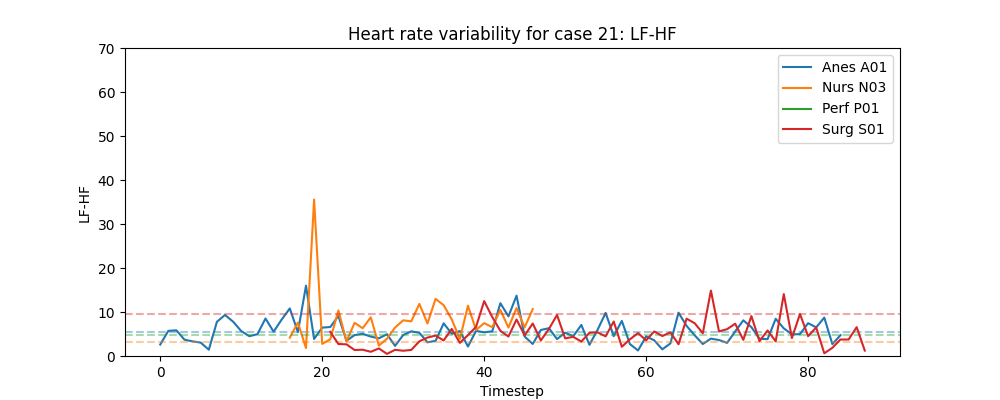 Heart rate variability for case 21: LF-HF
70
60
50
40
30
20
10
0
LF-HF
Anes A01
Nurs N03
Perf P01
Surg S01
0
20
40
60
80
Timestep